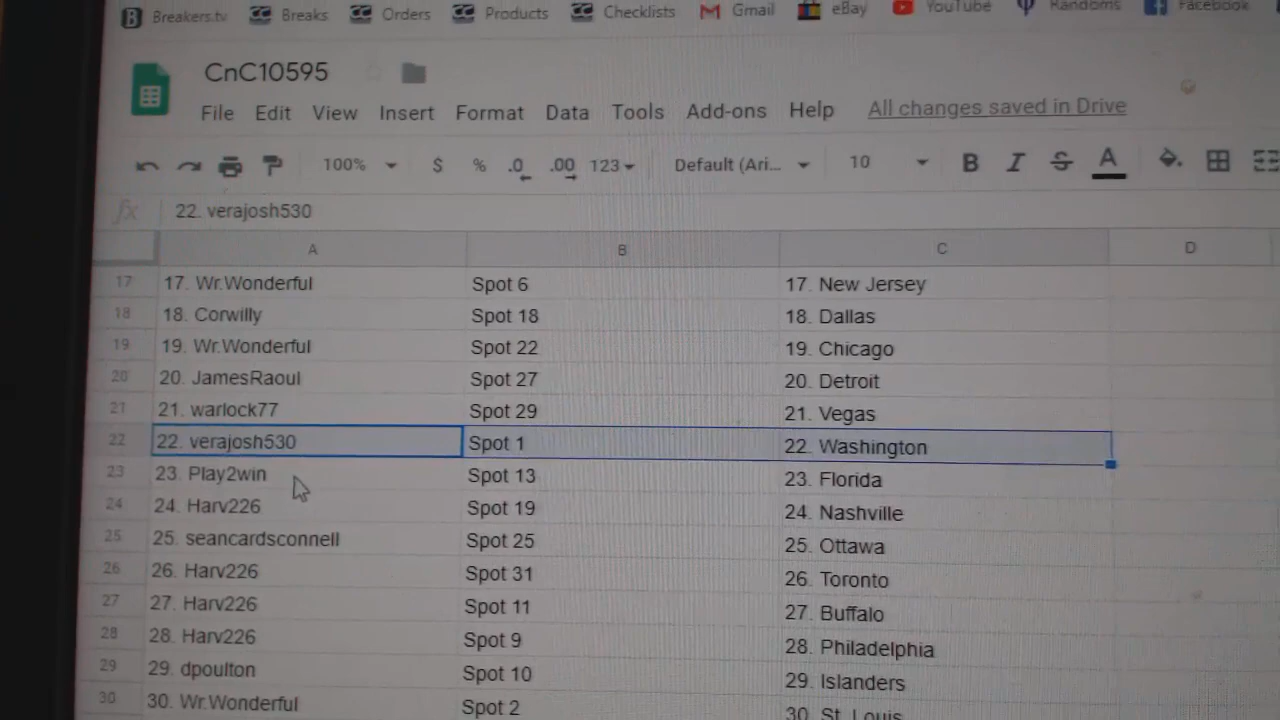 Breakers.tv Breaks Orders Products Checklists Gmail eBay YouTube Randoms Facebook
CnC10595
File Edit View Insert Format Data Tools Add-ons Help All changes saved in Drive
100% $ % .0 .00 123 Default (Ari... 10 B I S A
fx 22. verajosh530
A B C D
17 17. Wr.Wonderful Spot 6 17. New Jersey
18 18. Corwilly Spot 18 18. Dallas
19 19. Wr.Wonderful Spot 22 19. Chicago
20 20. JamesRaoul Spot 27 20. Detroit
21 21. warlock77 Spot 29 21. Vegas
22 22. verajosh530 Spot 1 22. Washington
23 23. Play2win Spot 13 23. Florida
24 24. Harv226 Spot 19 24. Nashville
25 25. seancardsconnell Spot 25 25. Ottawa
26 26. Harv226 Spot 31 26. Toronto
27 27. Harv226 Spot 11 27. Buffalo
28 28. Harv226 Spot 9 28. Philadelphia
29 29. dpoulton Spot 10 29. Islanders
30 30. Wr.Wonderful Spot 2 30. St. Louis